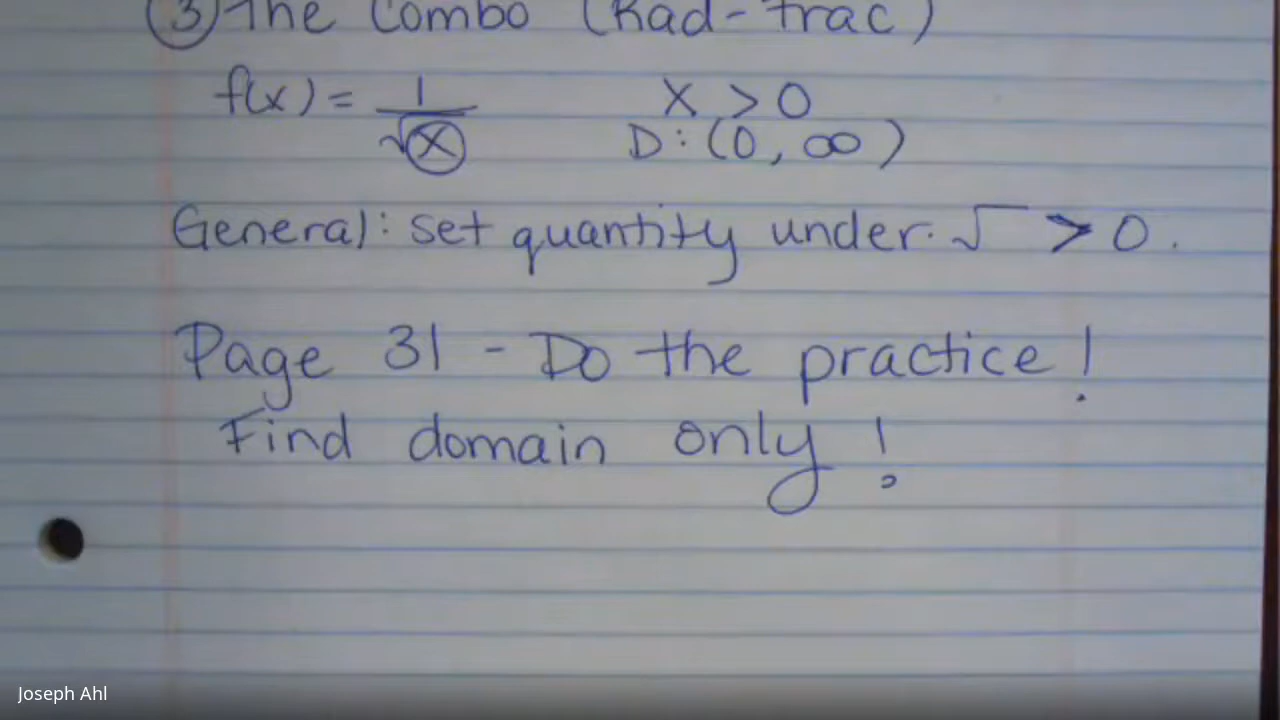 ③ The Combo (Rad-frac)
f(x) = 1/√x    x > 0
D: (0, ∞)
General: set quantity under √ > 0.
Page 31 - Do the practice!
Find domain only!
Joseph Ahl